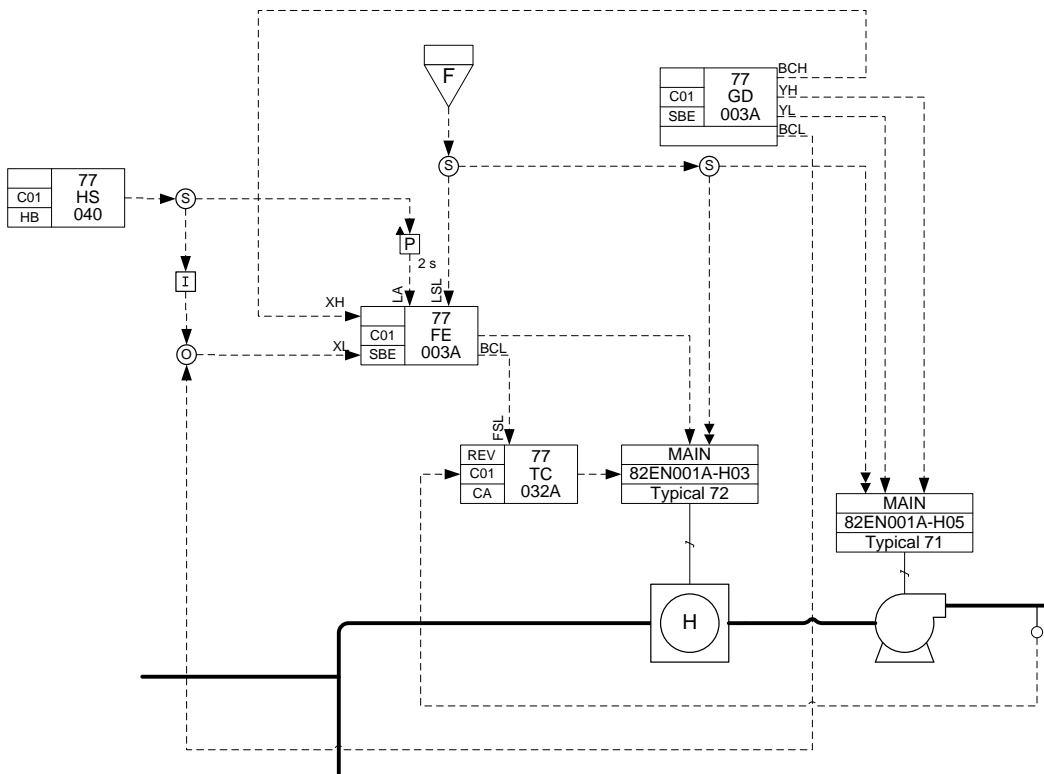 BCH
F
77
C01
GD
YH
SBE
003A
YL
BCL
S
S
77
C01
HS
HB
040
S
P
2 s
I
LA
LSL
XH
77
C01
FE
SBE
003A
XL
BCL
O
FSL
REV
77
C01
TC
CA
032A
MAIN
82EN001A-H03
Typical 72
MAIN
82EN001A-H05
Typical 71
H